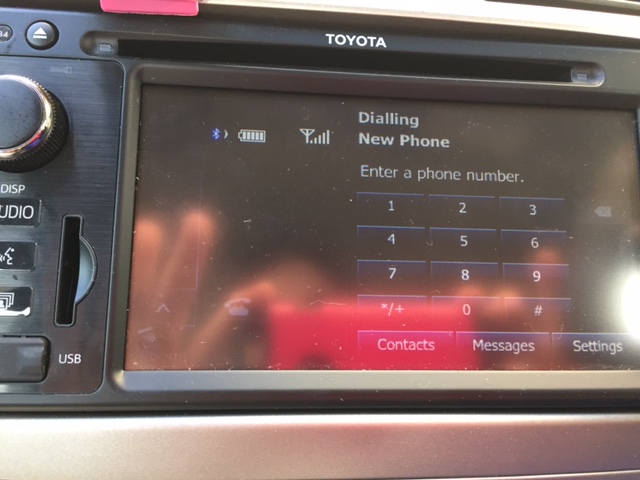 TOYOTA
Dialling
New Phone
Enter a phone number.
1 2 3
4 5 6
7 8 9
*/+ 0 #
Contacts Messages Settings
DISP
UDIO
USB